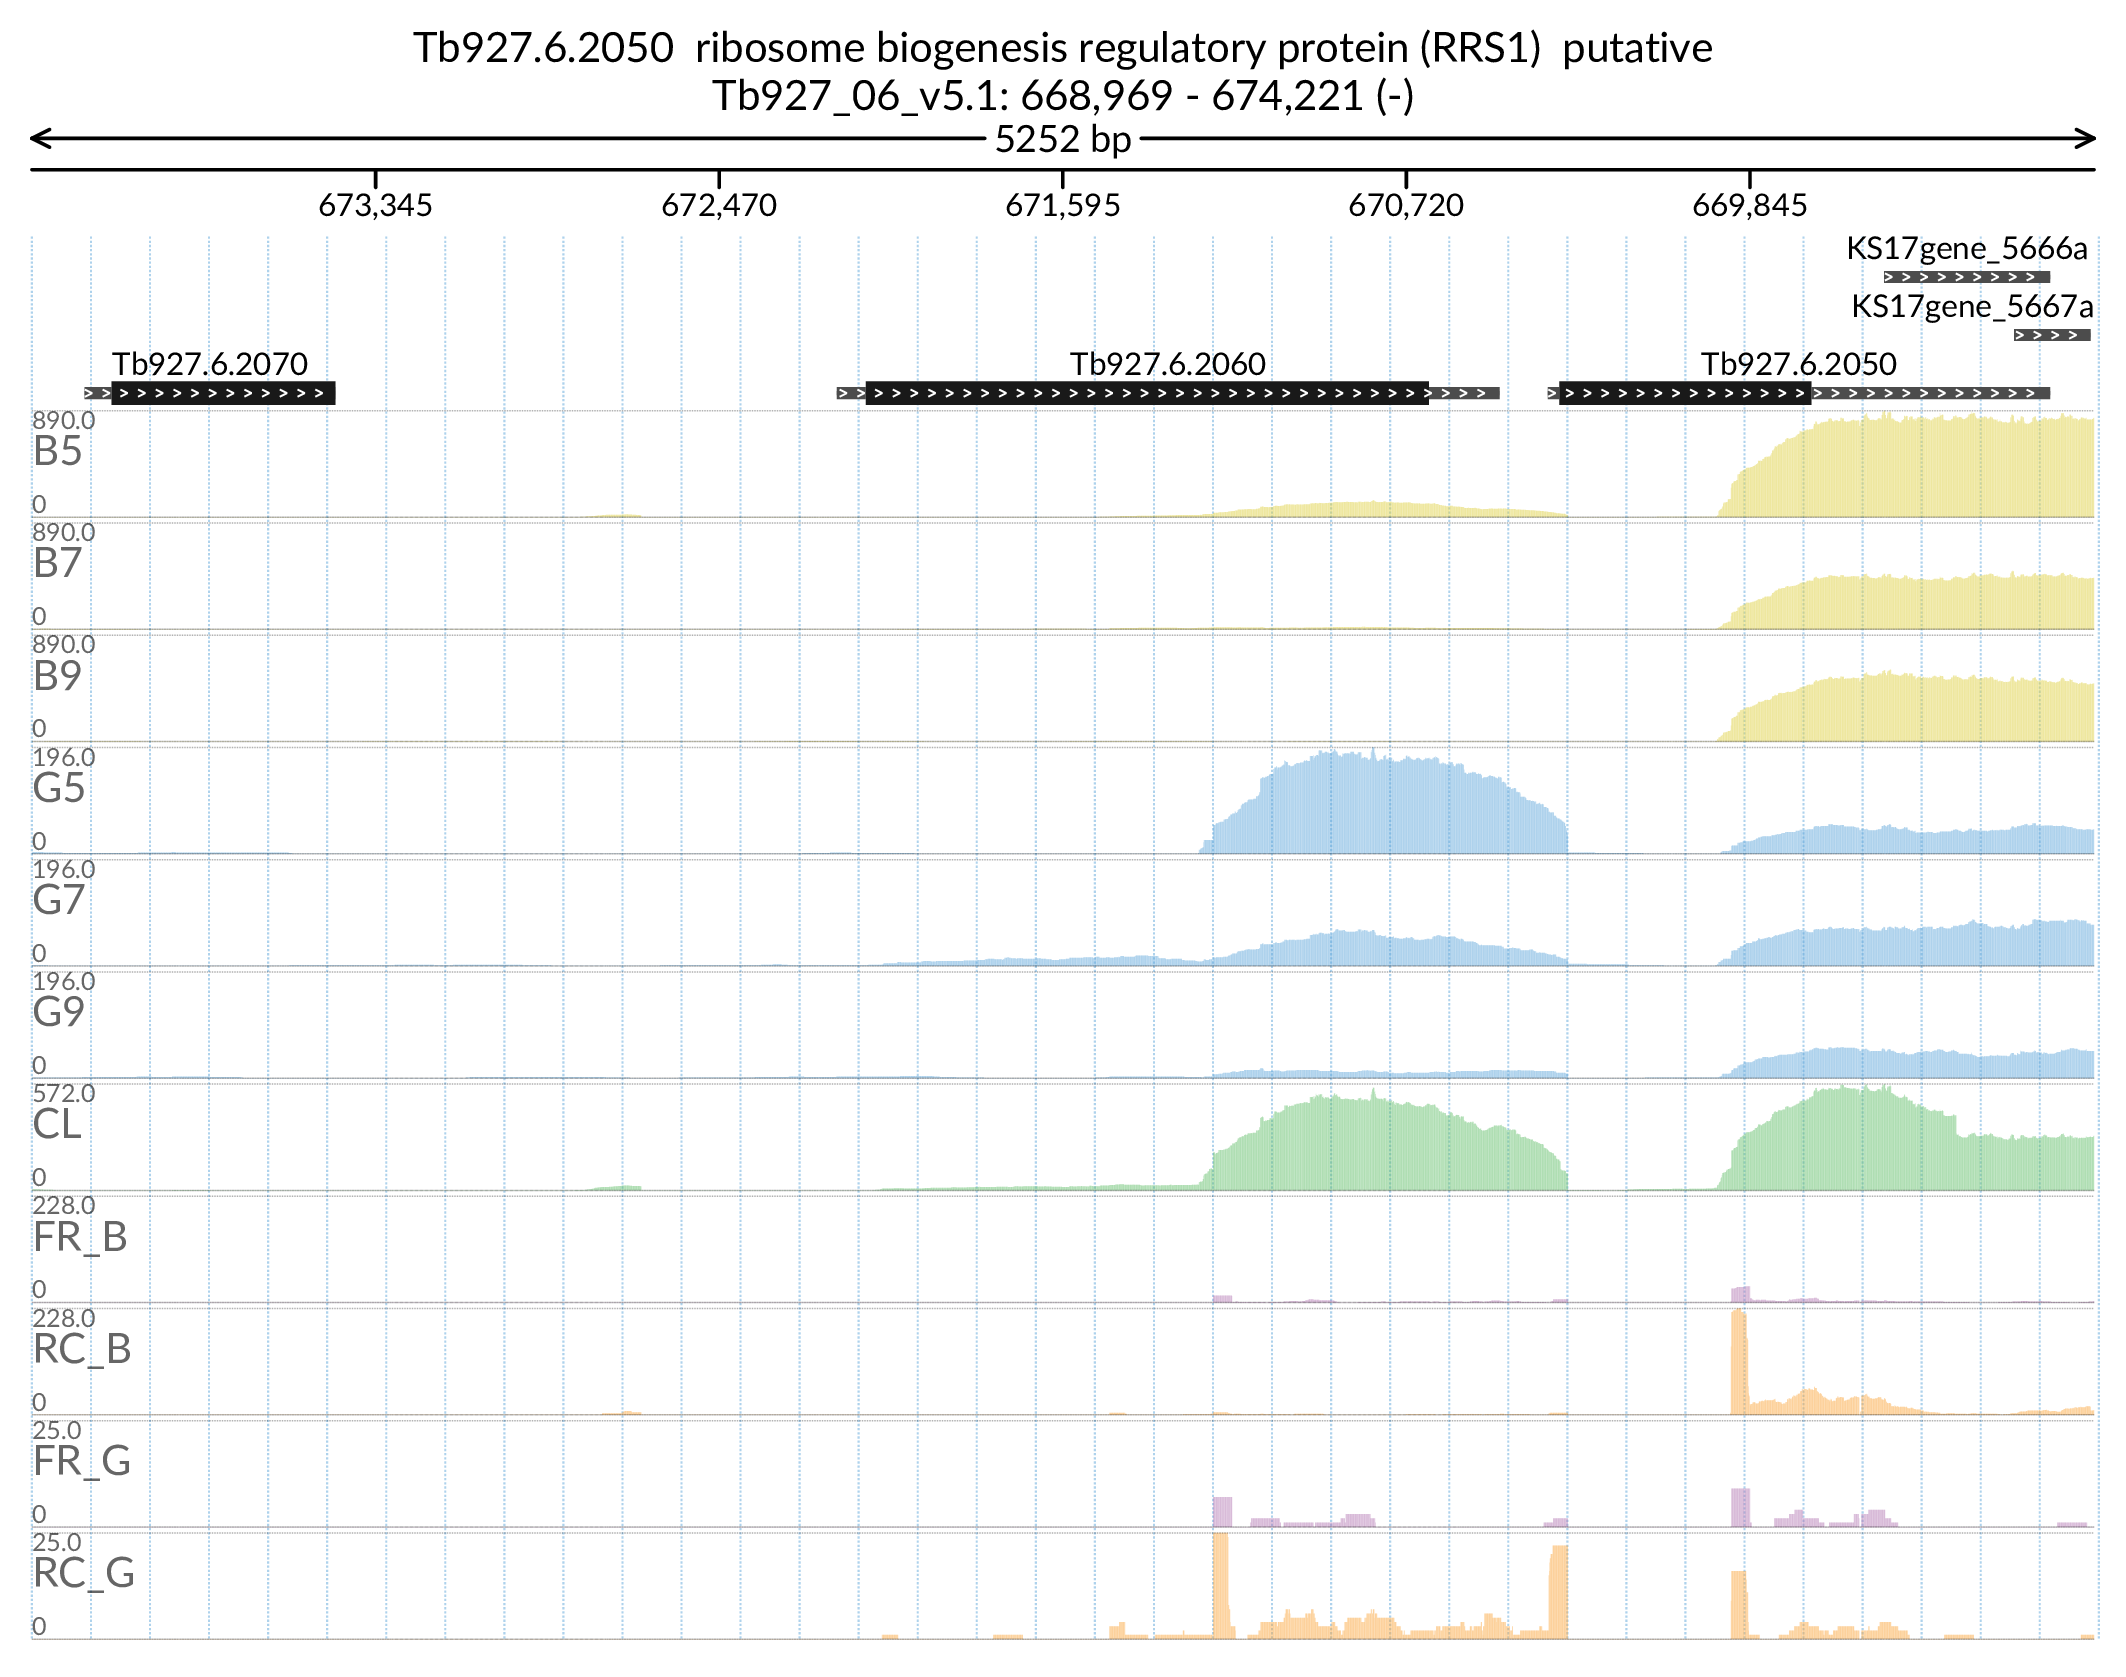 Tb927.6.2050  ribosome biogenesis regulatory protein (RRS1)  putative
Tb927_06_v5.1: 668,969 - 674,221 (-)
5252 bp
673,345 672,470 671,595 670,720 669,845
KS17gene_5666a
KS17gene_5667a
Tb927.6.2070 Tb927.6.2060 Tb927.6.2050
890.0
B5
0
890.0
B7
0
890.0
B9
0
196.0
G5
0
196.0
G7
0
196.0
G9
0
572.0
CL
0
228.0
FR_B
0
228.0
RC_B
0
25.0
FR_G
0
25.0
RC_G
0